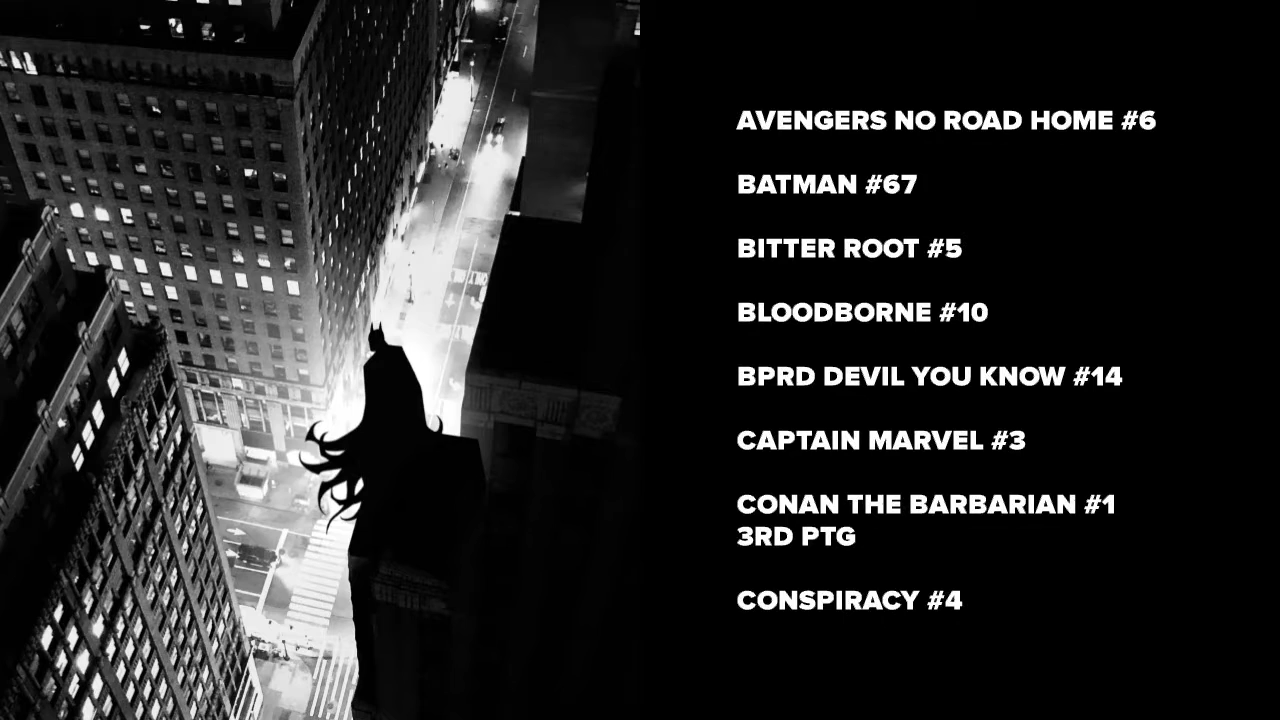 AVENGERS NO ROAD HOME #6
BATMAN #67
BITTER ROOT #5
BLOODBORNE #10
BPRD DEVIL YOU KNOW #14
CAPTAIN MARVEL #3
CONAN THE BARBARIAN #1
3RD PTG
CONSPIRACY #4